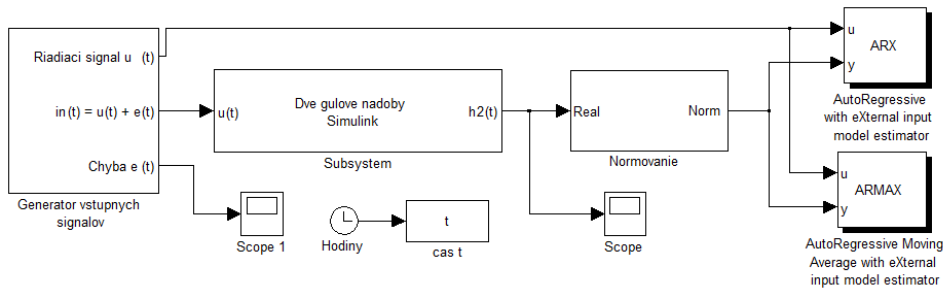 Riadiaci signal u (t)
in(t) = u(t) + e(t)
Chyba e (t)
Generator vstupnych
signalov
u(t)
Dve gulove nadoby
Simulink
h2(t)
Subsystem
Real
Norm
Normovanie
u
y
ARX
AutoRegressive
with eXternal input
model estimator
u
y
ARMAX
AutoRegressive Moving
Average with eXternal
input model estimator
Scope 1
Hodiny
t
cas t
Scope